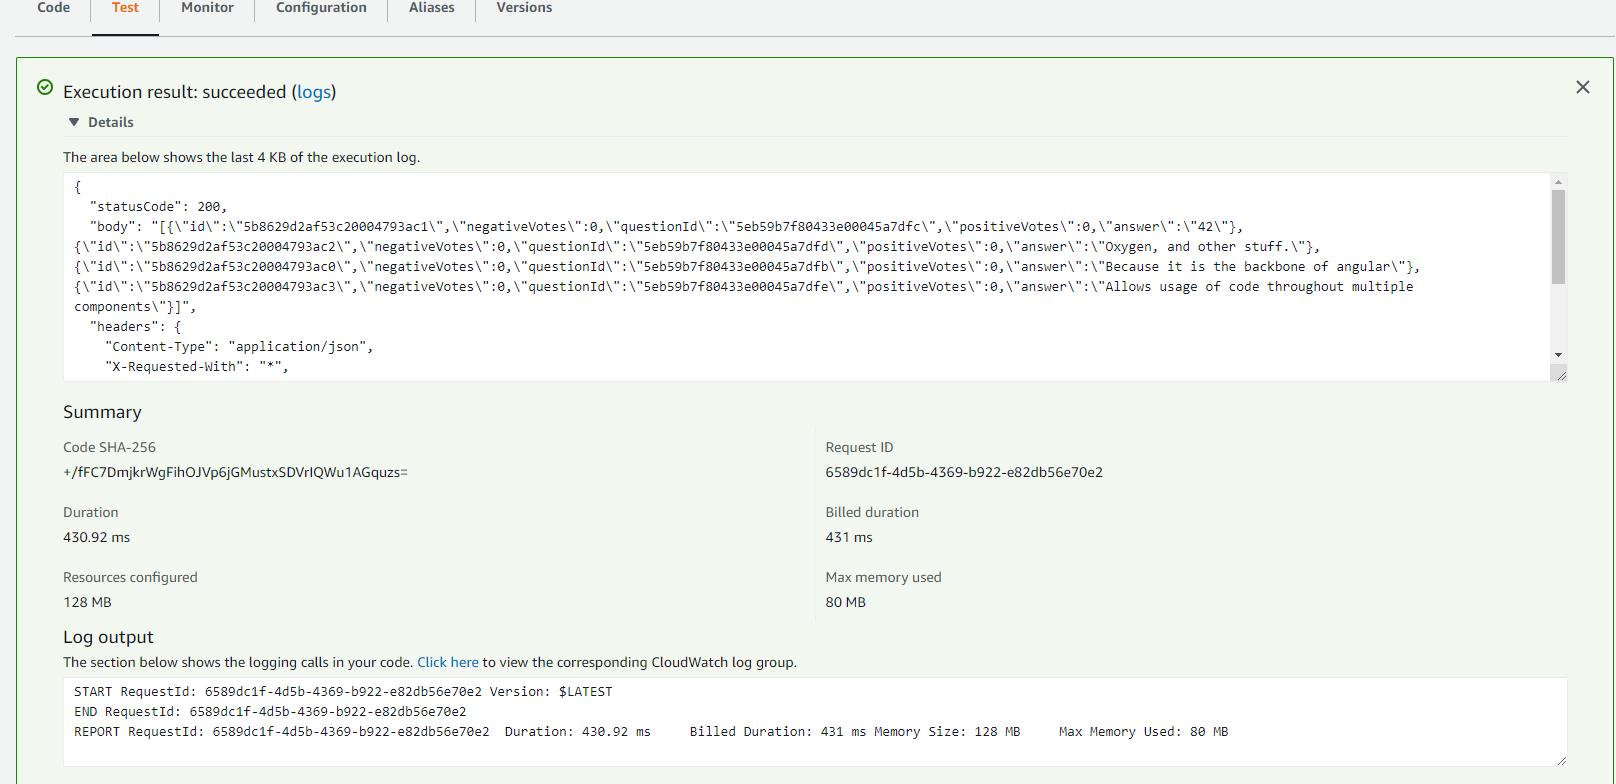 Code Test Monitor Configuration Aliases Versions
Execution result: succeeded (logs)
Details
The area below shows the last 4 KB of the execution log.
{
  "statusCode": 200,
  "body": "[{\"id\":\"5b8629d2af53c20004793ac1\",\"negativeVotes\":0,\"questionId\":\"5eb59b7f80433e00045a7dfc\",\"positiveVotes\":0,\"answer\":\"42\"},
{\"id\":\"5b8629d2af53c20004793ac2\",\"negativeVotes\":0,\"questionId\":\"5eb59b7f80433e00045a7dfd\",\"positiveVotes\":0,\"answer\":\"Oxygen, and other stuff.\"},
{\"id\":\"5b8629d2af53c20004793ac0\",\"negativeVotes\":0,\"questionId\":\"5eb59b7f80433e00045a7dfb\",\"positiveVotes\":0,\"answer\":\"Because it is the backbone of angular\"},
{\"id\":\"5b8629d2af53c20004793ac3\",\"negativeVotes\":0,\"questionId\":\"5eb59b7f80433e00045a7dfe\",\"positiveVotes\":0,\"answer\":\"Allows usage of code throughout multiple
components\"}]",
  "headers": {
    "Content-Type": "application/json",
    "X-Requested-With": "*",
Summary
Code SHA-256
+/fFC7DmjkrWgFihOJVp6jGMustxSDVrIQWu1AGquzs=
Request ID
6589dc1f-4d5b-4369-b922-e82db56e70e2
Duration
430.92 ms
Billed duration
431 ms
Resources configured
128 MB
Max memory used
80 MB
Log output
The section below shows the logging calls in your code. Click here to view the corresponding CloudWatch log group.
START RequestId: 6589dc1f-4d5b-4369-b922-e82db56e70e2 Version: $LATEST
END RequestId: 6589dc1f-4d5b-4369-b922-e82db56e70e2
REPORT RequestId: 6589dc1f-4d5b-4369-b922-e82db56e70e2  Duration: 430.92 ms     Billed Duration: 431 ms Memory Size: 128 MB     Max Memory Used: 80 MB